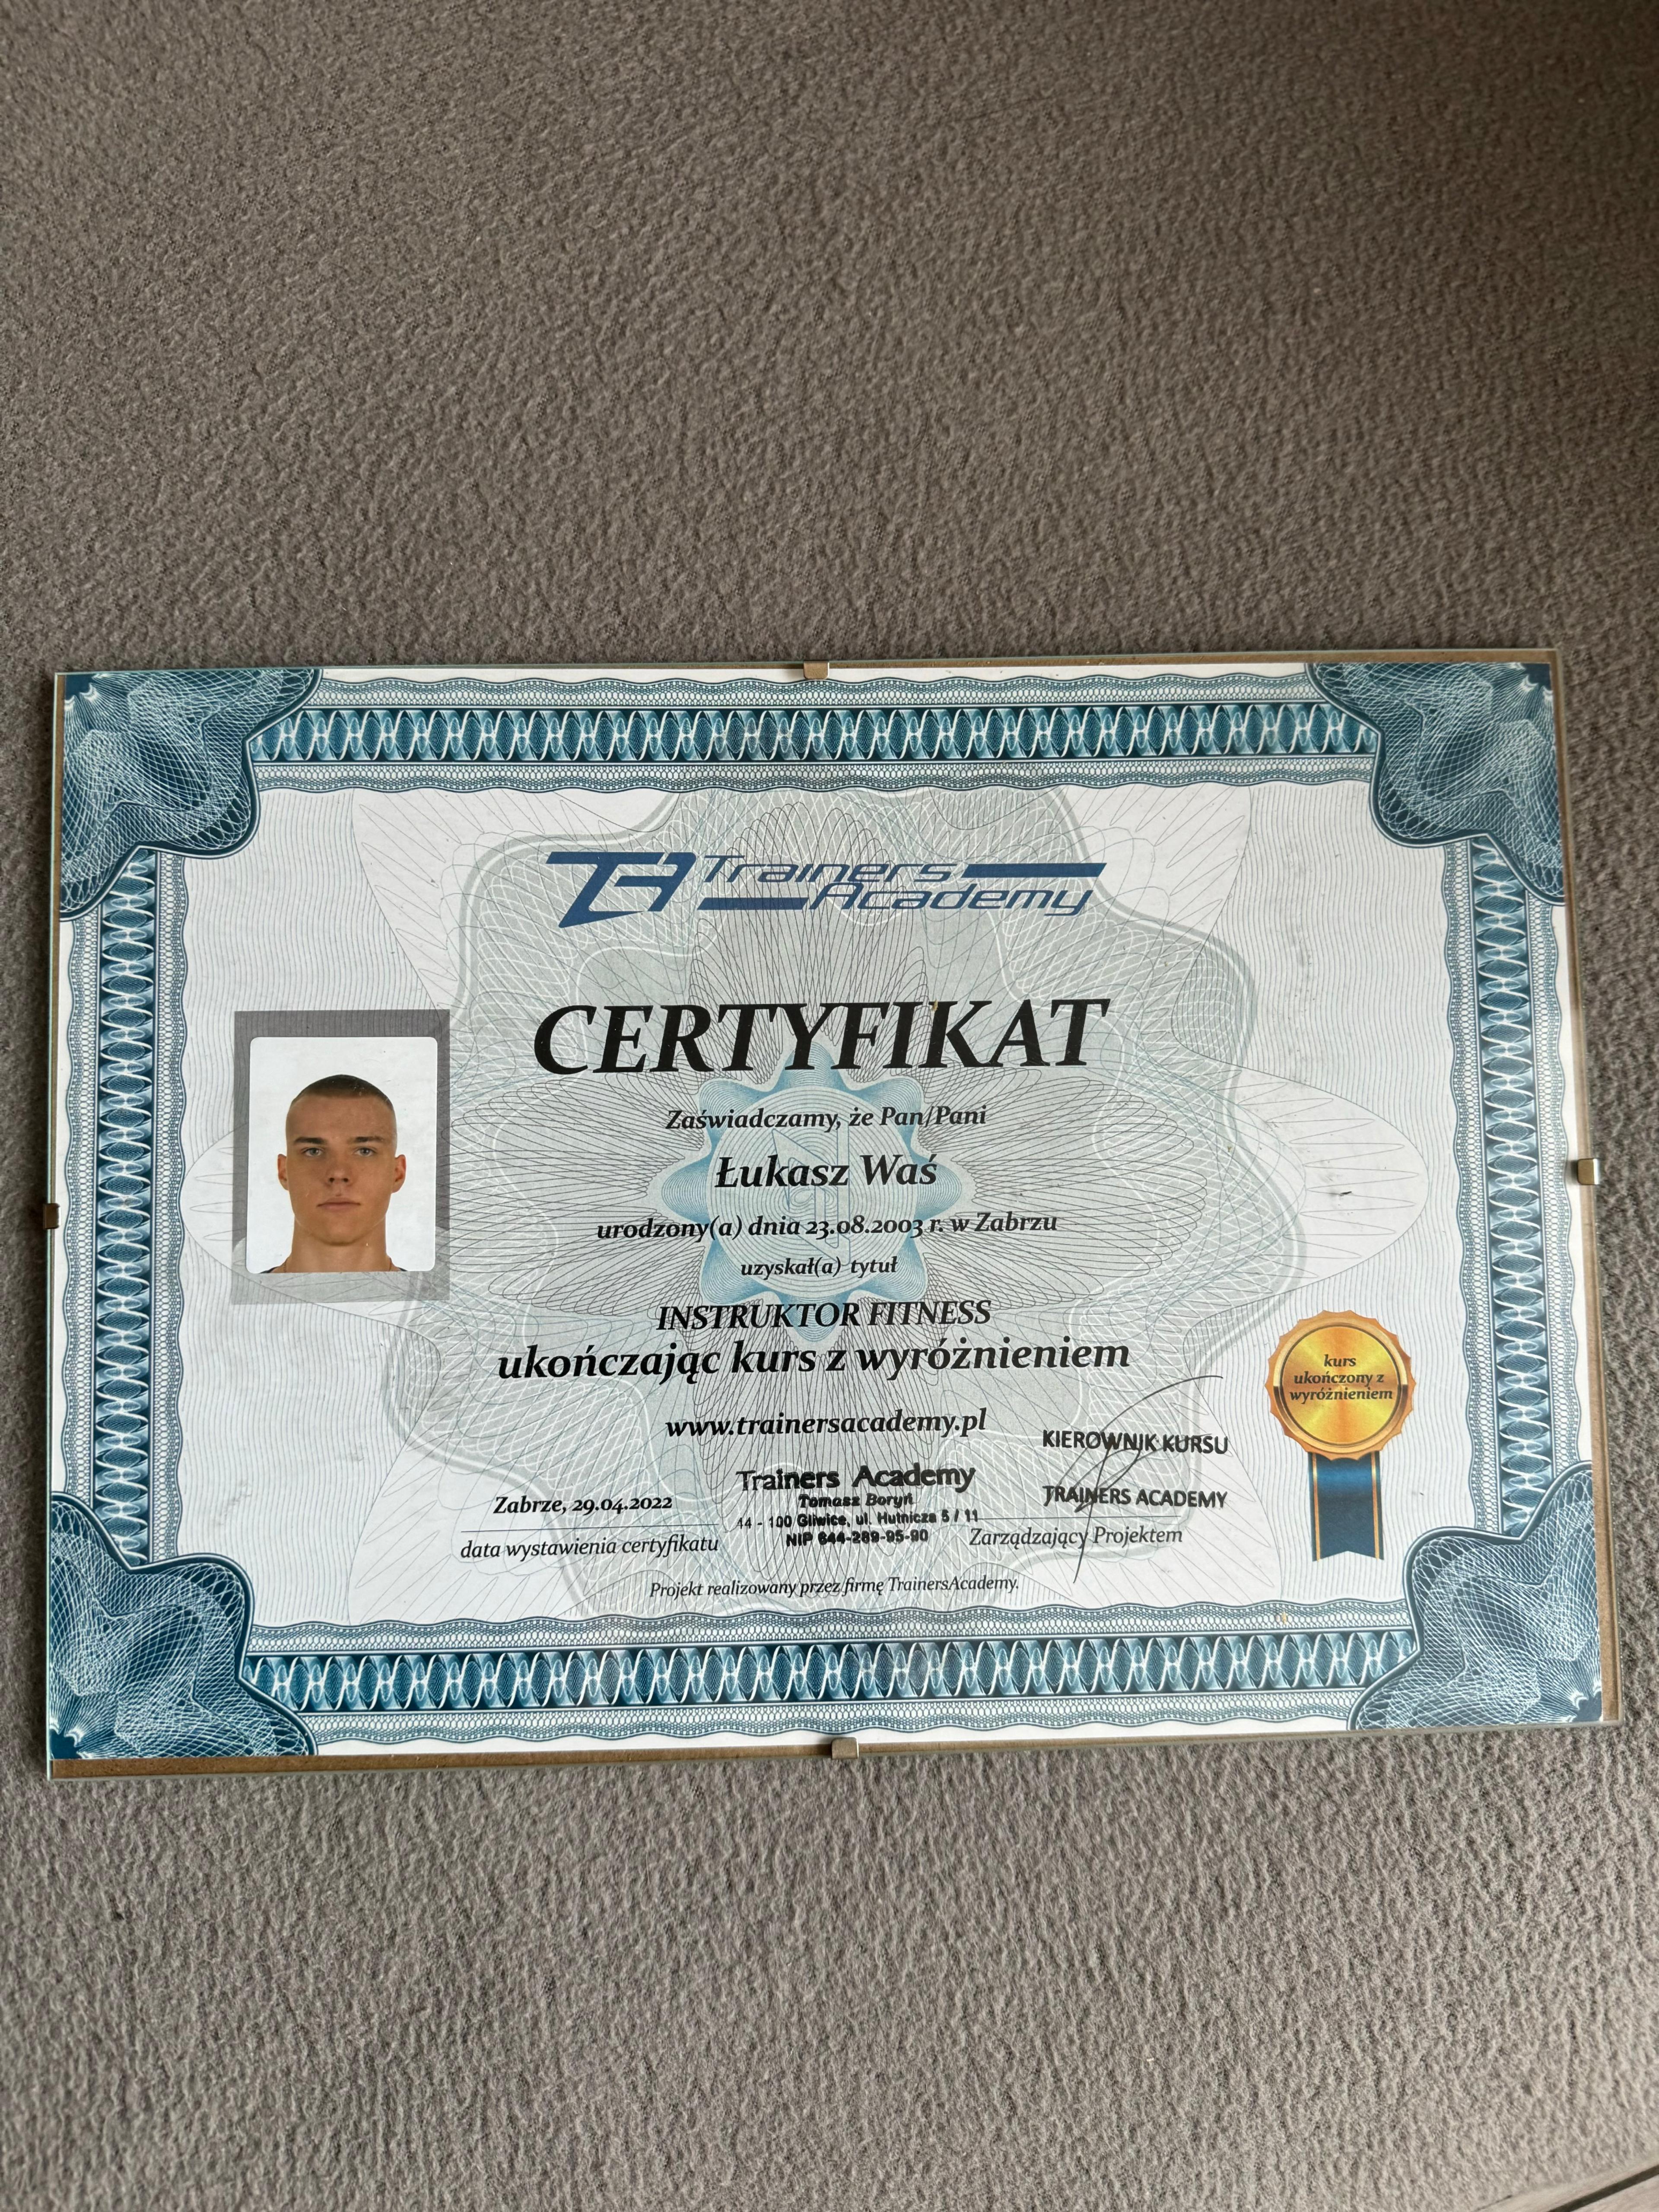 TA Trainers
Academy
CERTYFIKAT
Zaświadczamy, że Pan/Pani
Łukasz Waś
urodzony(a) dnia 23.08.2003 r. w Zabrzu
uzyskał(a) tytuł
INSTRUKTOR FITNESS
ukończając kurs z wyróżnieniem
www.trainersacademy.pl
kurs
ukończony z
wyróżnieniem
Zabrze, 29.04.2022
data wystawienia certyfikatu
Trainers Academy
Tomasz Boryń
44 - 100 Gliwice, ul. Hutnicza 5 / 11
NIP 644-289-95-90
KIEROWNIK KURSU
TRAINERS ACADEMY
Zarządzający Projektem
Projekt realizowany przez firmę TrainersAcademy.